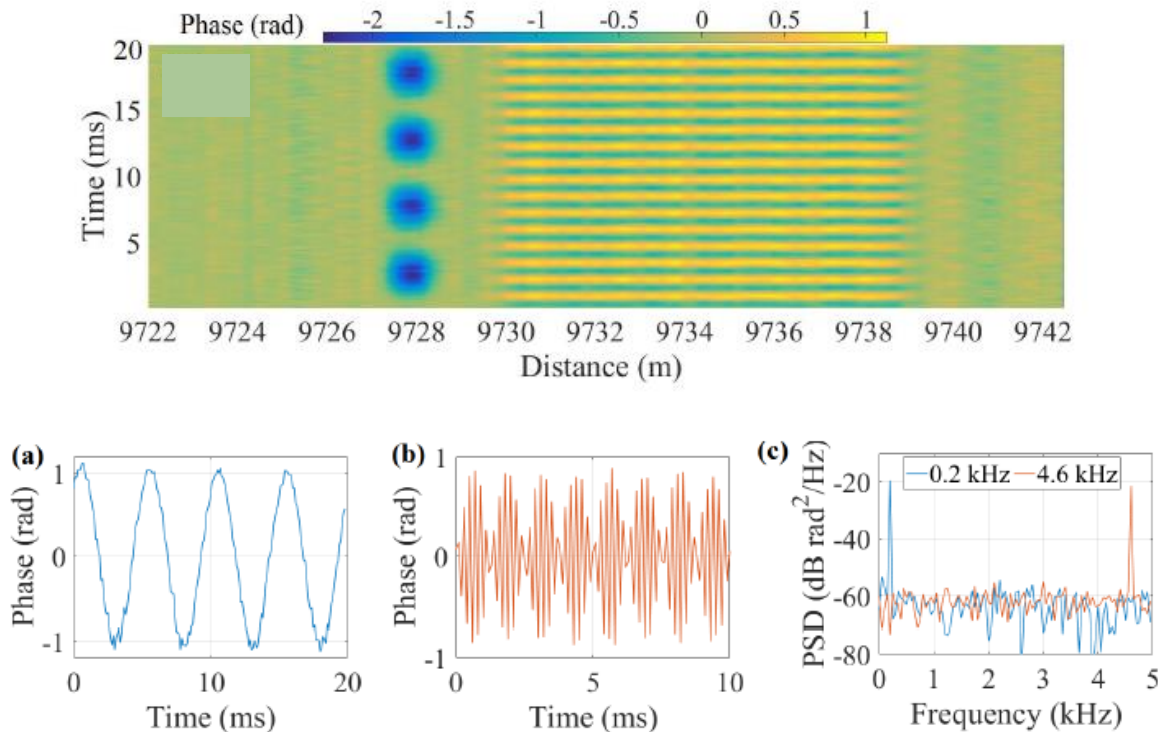 Phase (rad) -2 -1.5 -1 -0.5 0 0.5 1
20
15
10
5
Time (ms)
9722 9724 9726 9728 9730 9732 9734 9736 9738 9740 9742
Distance (m)
(a)
1
0
-1
Phase (rad)
0 10 20
Time (ms)
(b)
1
0
-1
Phase (rad)
0 5 10
Time (ms)
(c)
0.2 kHz 4.6 kHz
-20
-40
-60
-80
PSD (dB rad²/Hz)
0 1 2 3 4 5
Frequency (kHz)